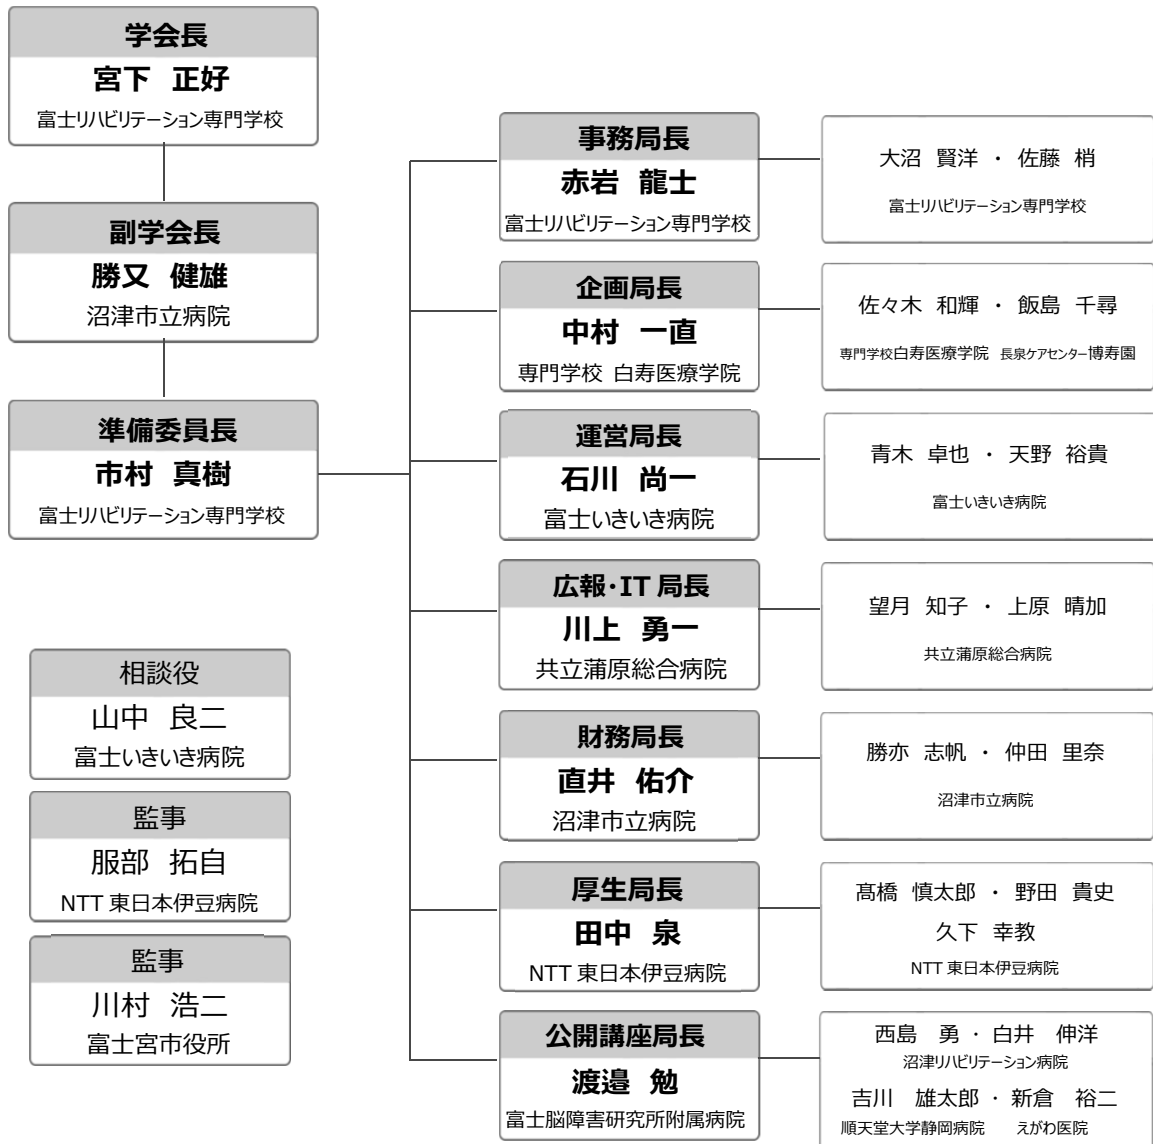 学会長
宮下 正好
富士リハビリテーション専門学校
副学会長
勝又 健雄
沼津市立病院
準備委員長
市村 真樹
富士リハビリテーション専門学校
相談役
山中 良二
富士いきいき病院
監事
服部 拓自
NTT 東日本伊豆病院
監事
川村 浩二
富士宮市役所
事務局長
赤岩 龍士
富士リハビリテーション専門学校
大沼 賢洋 ・ 佐藤 梢
富士リハビリテーション専門学校
企画局長
中村 一直
専門学校 白寿医療学院
佐々木 和輝 ・ 飯島 千尋
専門学校白寿医療学院 長泉ケアセンター博寿園
運営局長
石川 尚一
富士いきいき病院
青木 卓也 ・ 天野 裕貴
富士いきいき病院
広報・IT 局長
川上 勇一
共立蒲原総合病院
望月 知子 ・ 上原 晴加
共立蒲原総合病院
財務局長
直井 佑介
沼津市立病院
勝亦 志帆 ・ 仲田 里奈
沼津市立病院
厚生局長
田中 泉
NTT 東日本伊豆病院
髙橋 慎太郎 ・ 野田 貴史
久下 幸教
NTT 東日本伊豆病院
公開講座局長
渡邉 勉
富士脳障害研究所附属病院
西島 勇 ・ 白井 伸洋
沼津リハビリテーション病院
吉川 雄太郎 ・ 新倉 裕二
順天堂大学静岡病院 えがわ医院